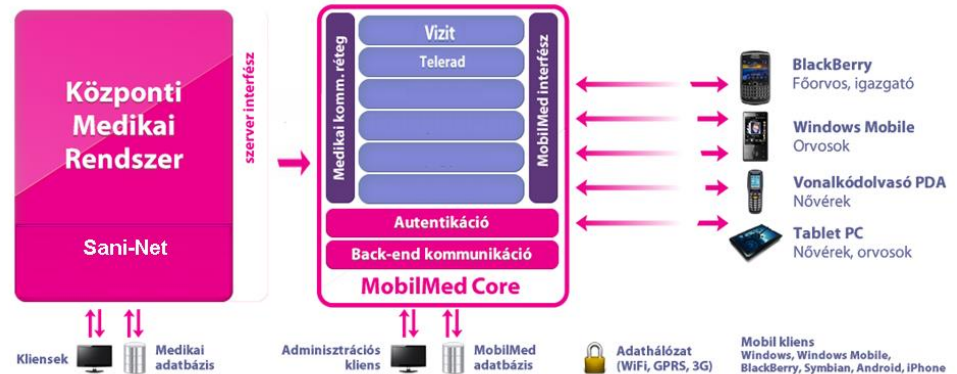 Központi
Medikai
Rendszer
Sani-Net
szerver interfész
Medikai komm. réteg
Vizit
Telerad
MobilMed interfész
Autentikáció
Back-end kommunikáció
MobilMed Core
BlackBerry
Főorvos, igazgató
Windows Mobile
Orvosok
Vonalkódolvasó PDA
Nővérek
Tablet PC
Nővérek, orvosok
Kliensek
Medikai
adatbázis
Adminisztrációs
kliens
MobilMed
adatbázis
Adathálózat
(WiFi, GPRS, 3G)
Mobil kliens
Windows, Windows Mobile,
BlackBerry, Symbian, Android, iPhone